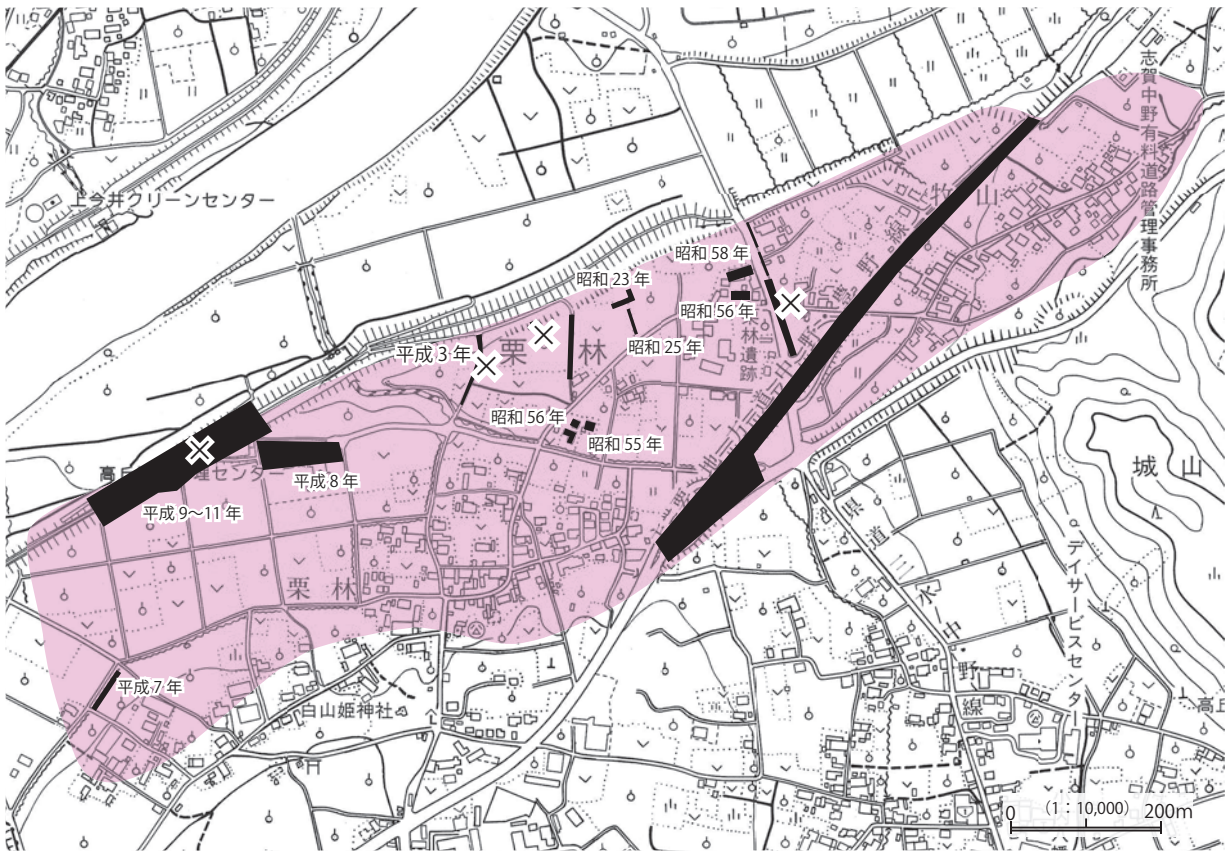 志賀中野有料道路管理事務所
上今井クリーンセンター
牧山
昭和 58 年
昭和 23 年
昭和 56 年
昭和 25 年
栗林遺跡
平成 3 年
栗林
昭和 56 年
昭和 55 年
平成 8 年
平成 9〜11 年
城山
栗林
デイサービスセンター
平成 7 年
白山姫神社
野
線
高丘
(1：10,000)
0 200m